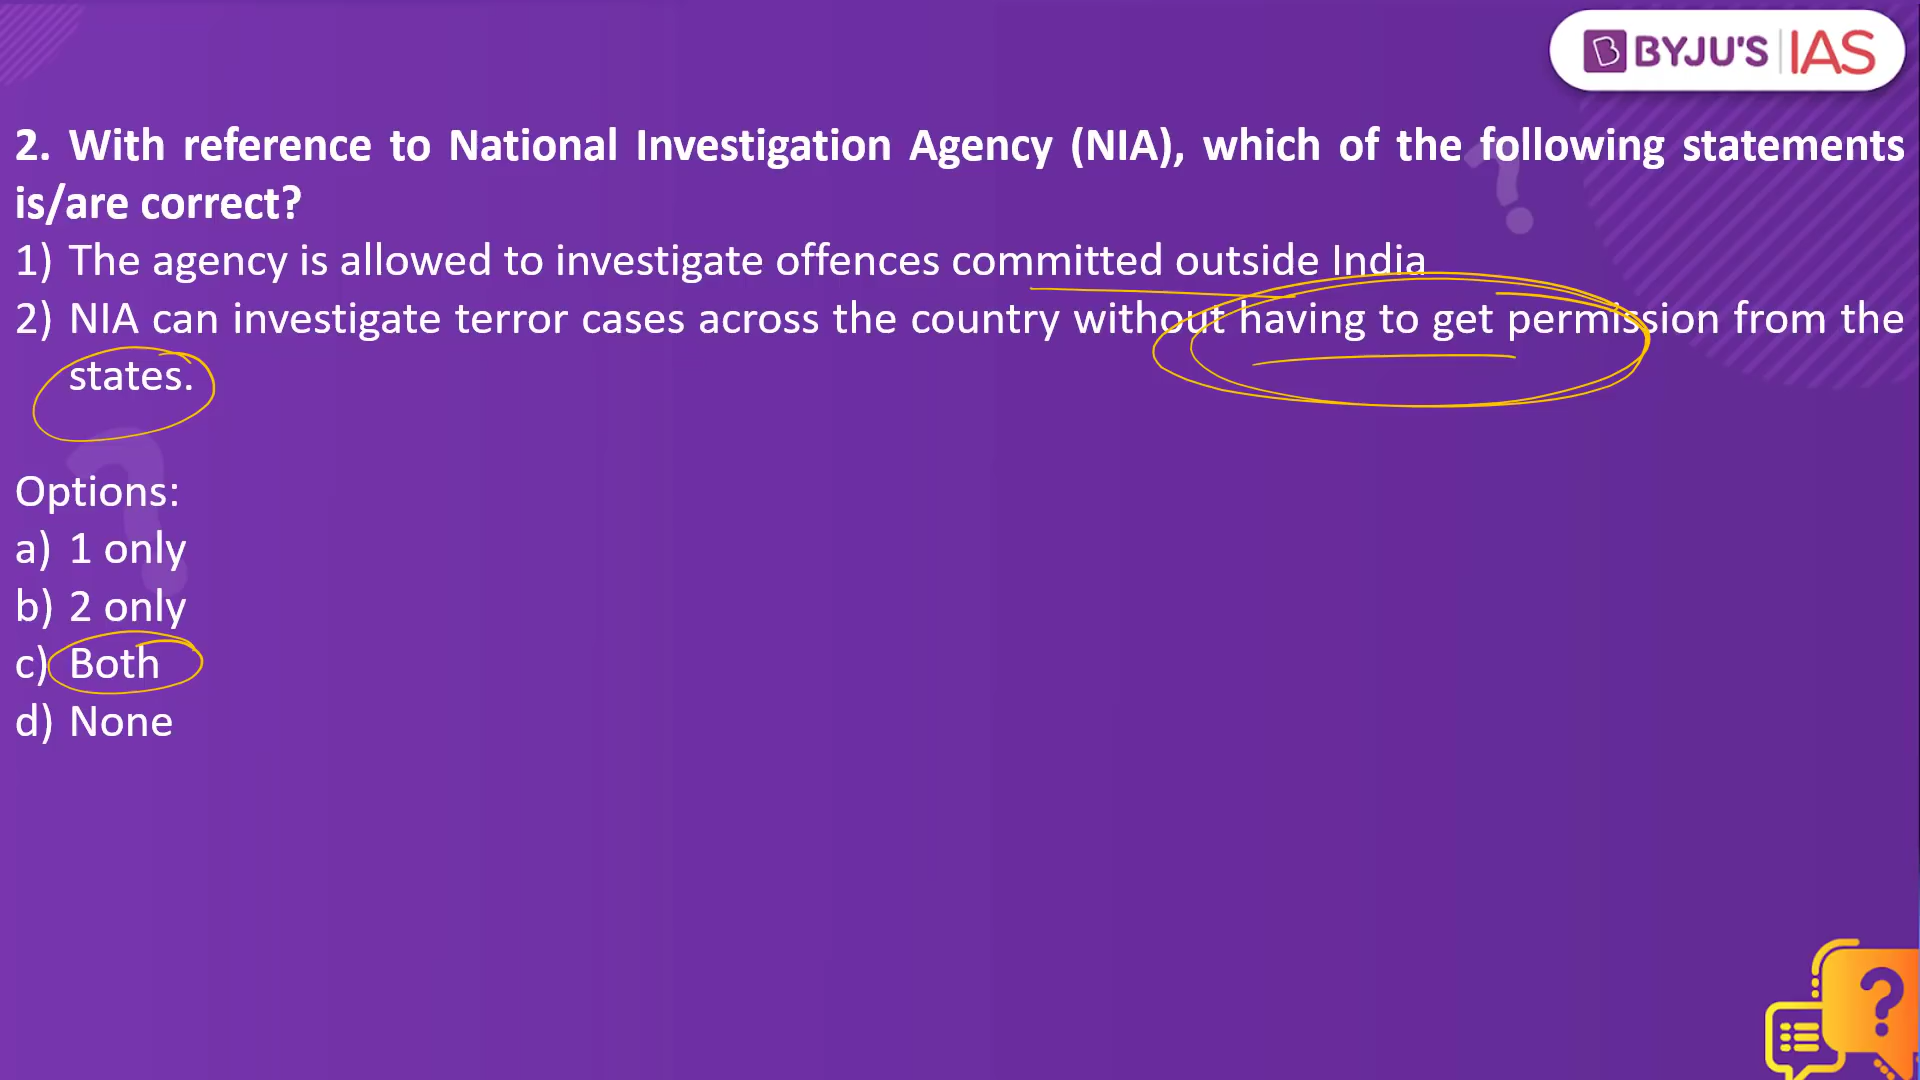 BYJU'S IAS
2. With reference to National Investigation Agency (NIA), which of the following statements
is/are correct?
1) The agency is allowed to investigate offences committed outside India
2) NIA can investigate terror cases across the country without having to get permission from the
states.
Options:
a) 1 only
b) 2 only
c) Both
d) None